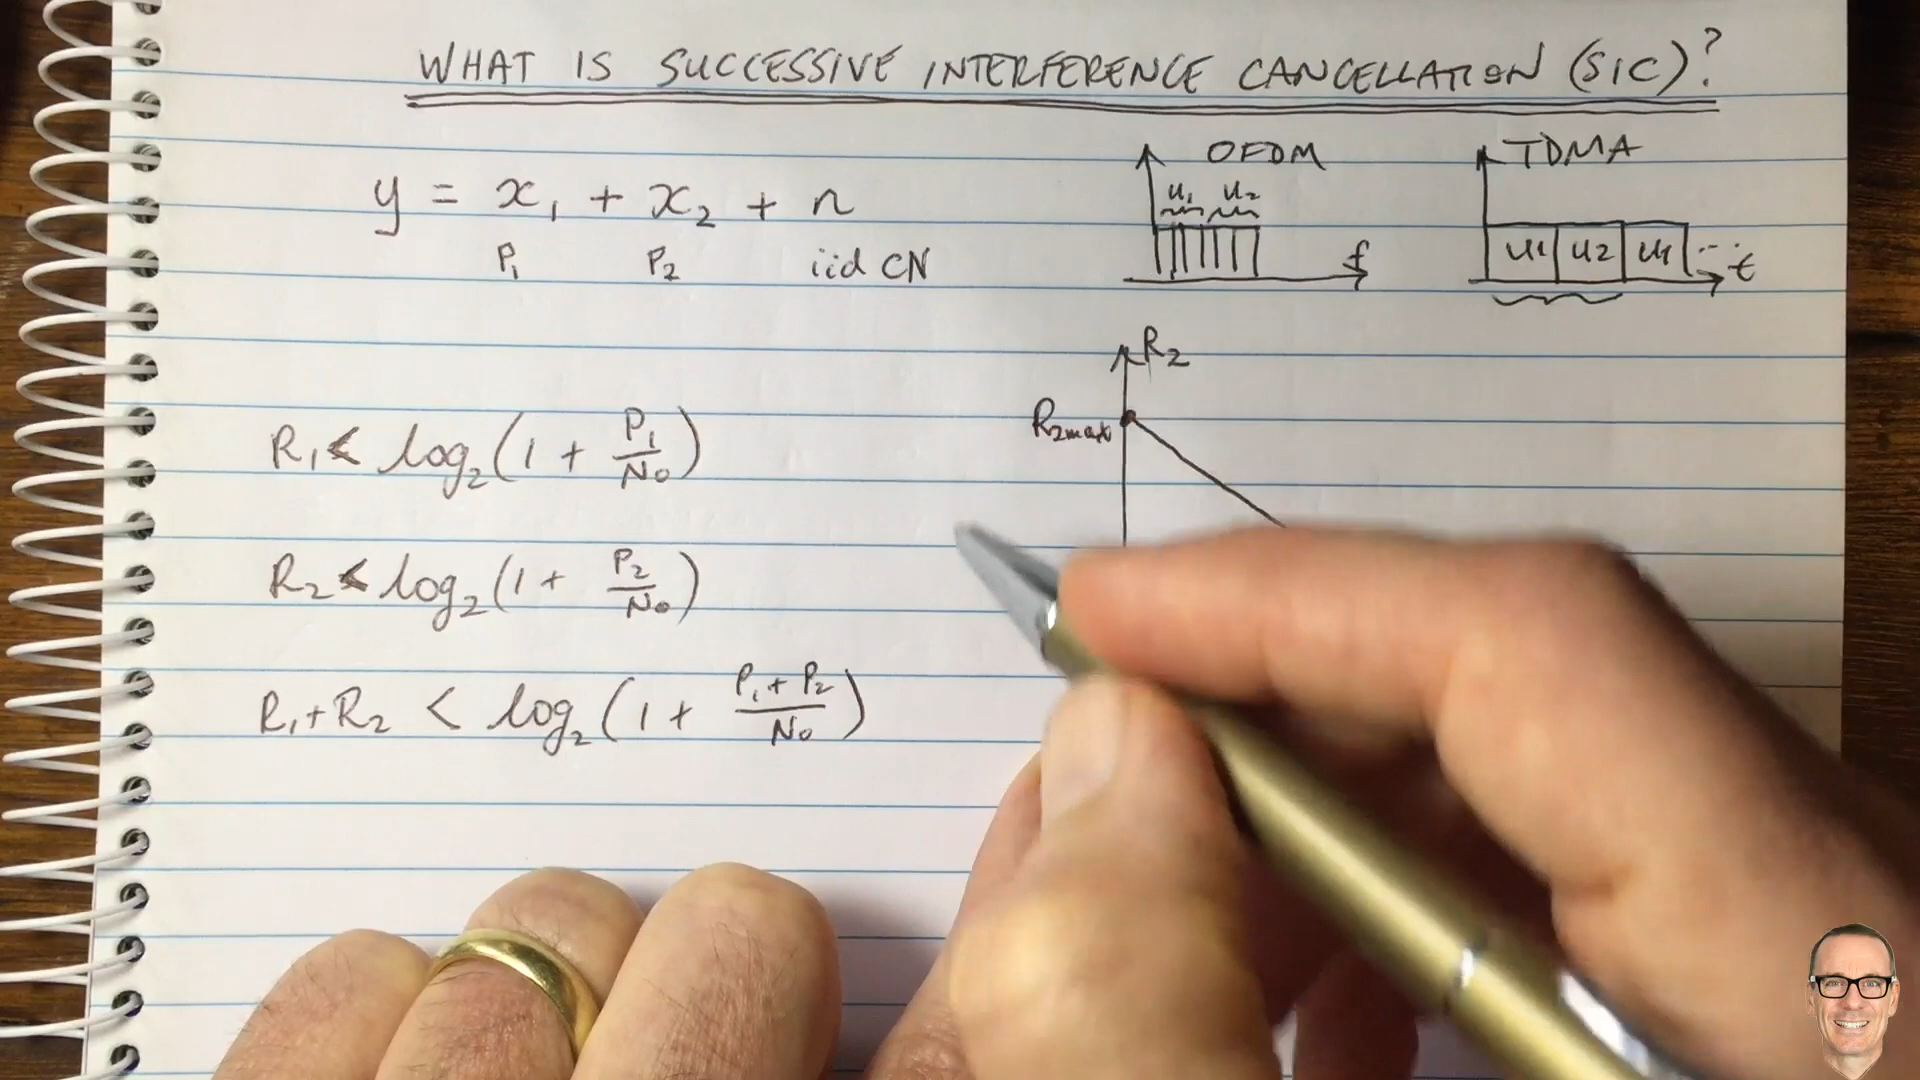 WHAT IS SUCCESSIVE INTERFERENCE CANCELLATION (SIC)?
y = x₁ + x₂ + n
P₁ P₂ iid CN
OFDM
u₁ u₂
f
TDMA
u1 u2 u1 ...
t
R₂
R₂max
R₁ < log₂(1 + P₁/N₀)
R₂ < log₂(1 + P₂/N₀)
R₁+R₂ < log₂(1 + P₁+P₂/N₀)